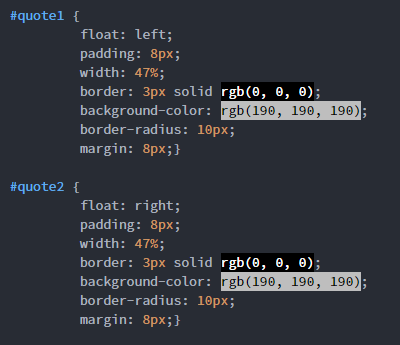 #quote1 {
float: left;
padding: 8px;
width: 47%;
border: 3px solid rgb(0, 0, 0);
background-color: rgb(190, 190, 190);
border-radius: 10px;
margin: 8px;}
#quote2 {
float: right;
padding: 8px;
width: 47%;
border: 3px solid rgb(0, 0, 0);
background-color: rgb(190, 190, 190);
border-radius: 10px;
margin: 8px;}